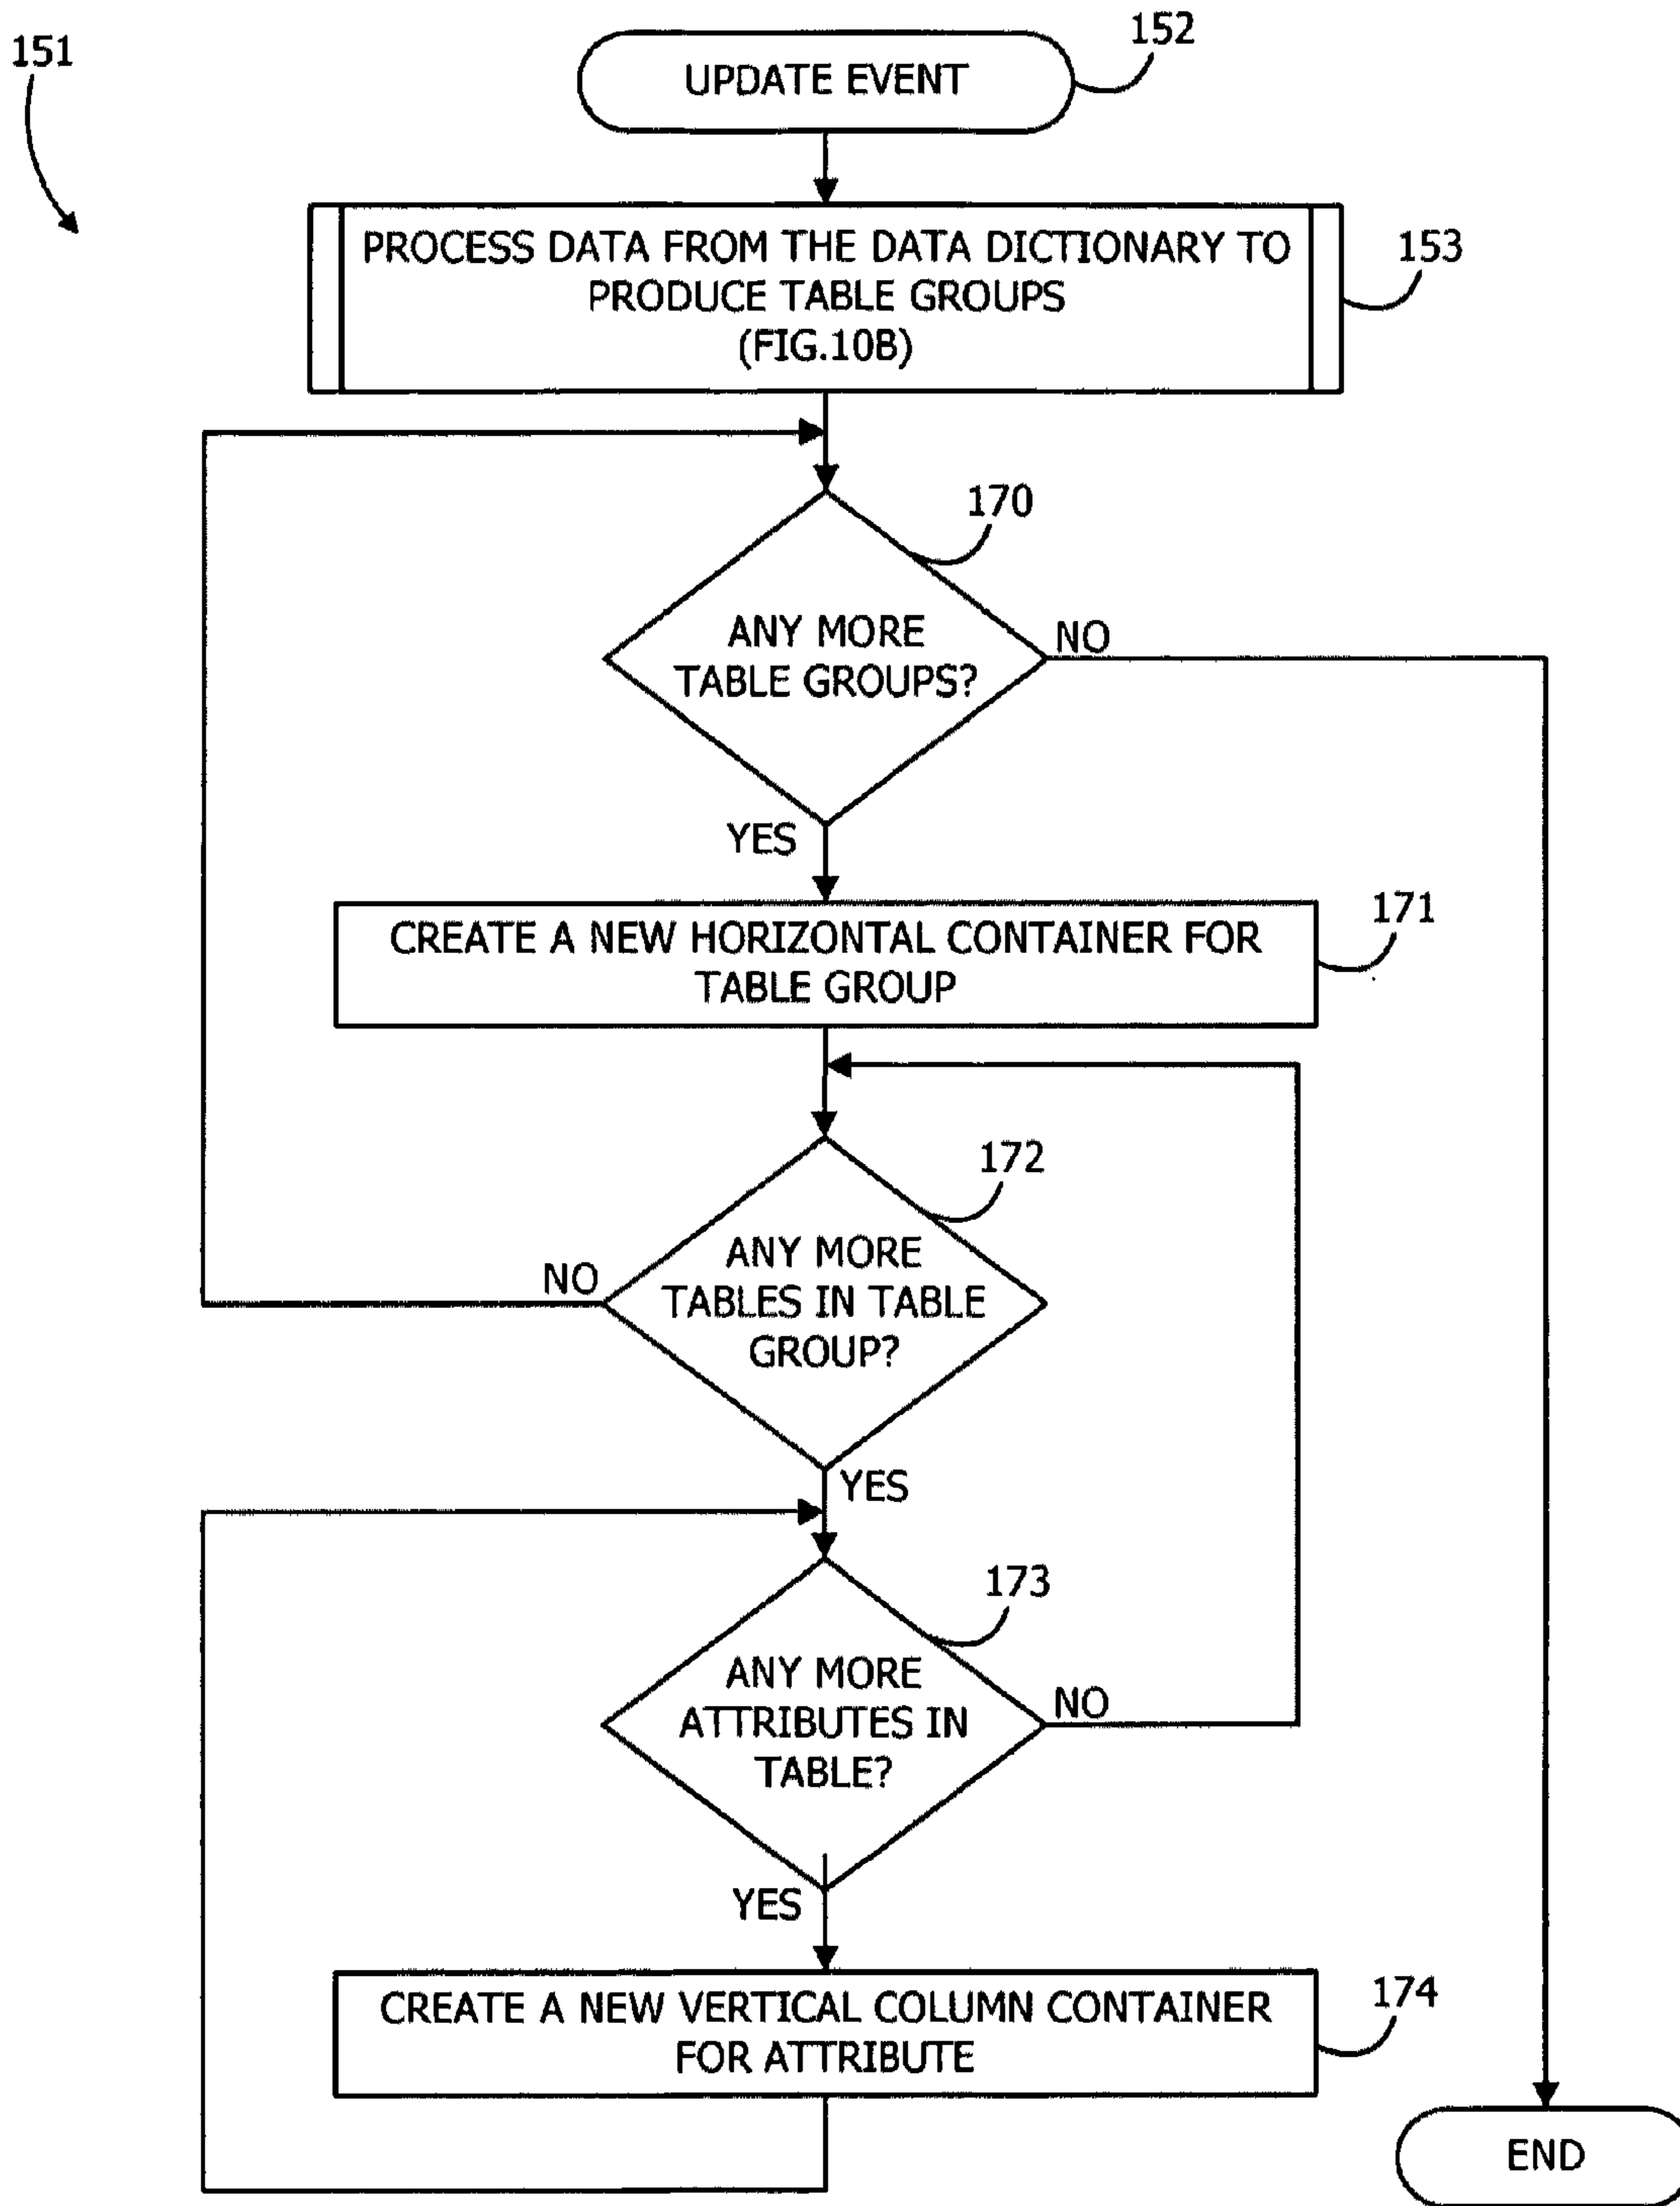 151
152
UPDATE EVENT
PROCESS DATA FROM THE DATA DICTIONARY TO
PRODUCE TABLE GROUPS
(FIG.10B)
153
170
ANY MORE
TABLE GROUPS?
NO
YES
CREATE A NEW HORIZONTAL CONTAINER FOR
TABLE GROUP
171
172
ANY MORE
TABLES IN TABLE
GROUP?
NO
YES
173
ANY MORE
ATTRIBUTES IN
TABLE?
NO
YES
CREATE A NEW VERTICAL COLUMN CONTAINER
FOR ATTRIBUTE
174
END